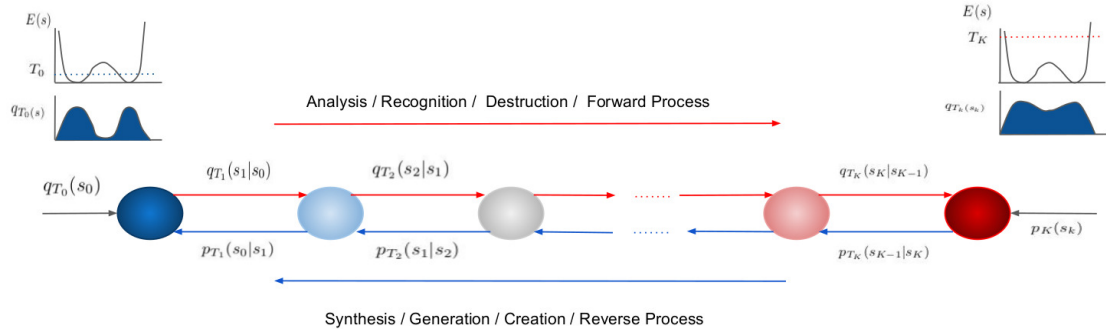 E(s)
T_0
q_{T_0(s)}
E(s)
T_K
q_{T_k(s_k)}
Analysis / Recognition / Destruction / Forward Process
q_{T_0}(s_0)
q_{T_1}(s_1|s_0)
q_{T_2}(s_2|s_1)
q_{T_K}(s_K|s_{K-1})
p_{T_1}(s_0|s_1)
p_{T_2}(s_1|s_2)
p_{T_K}(s_{K-1}|s_K)
p_K(s_k)
Synthesis / Generation / Creation / Reverse Process